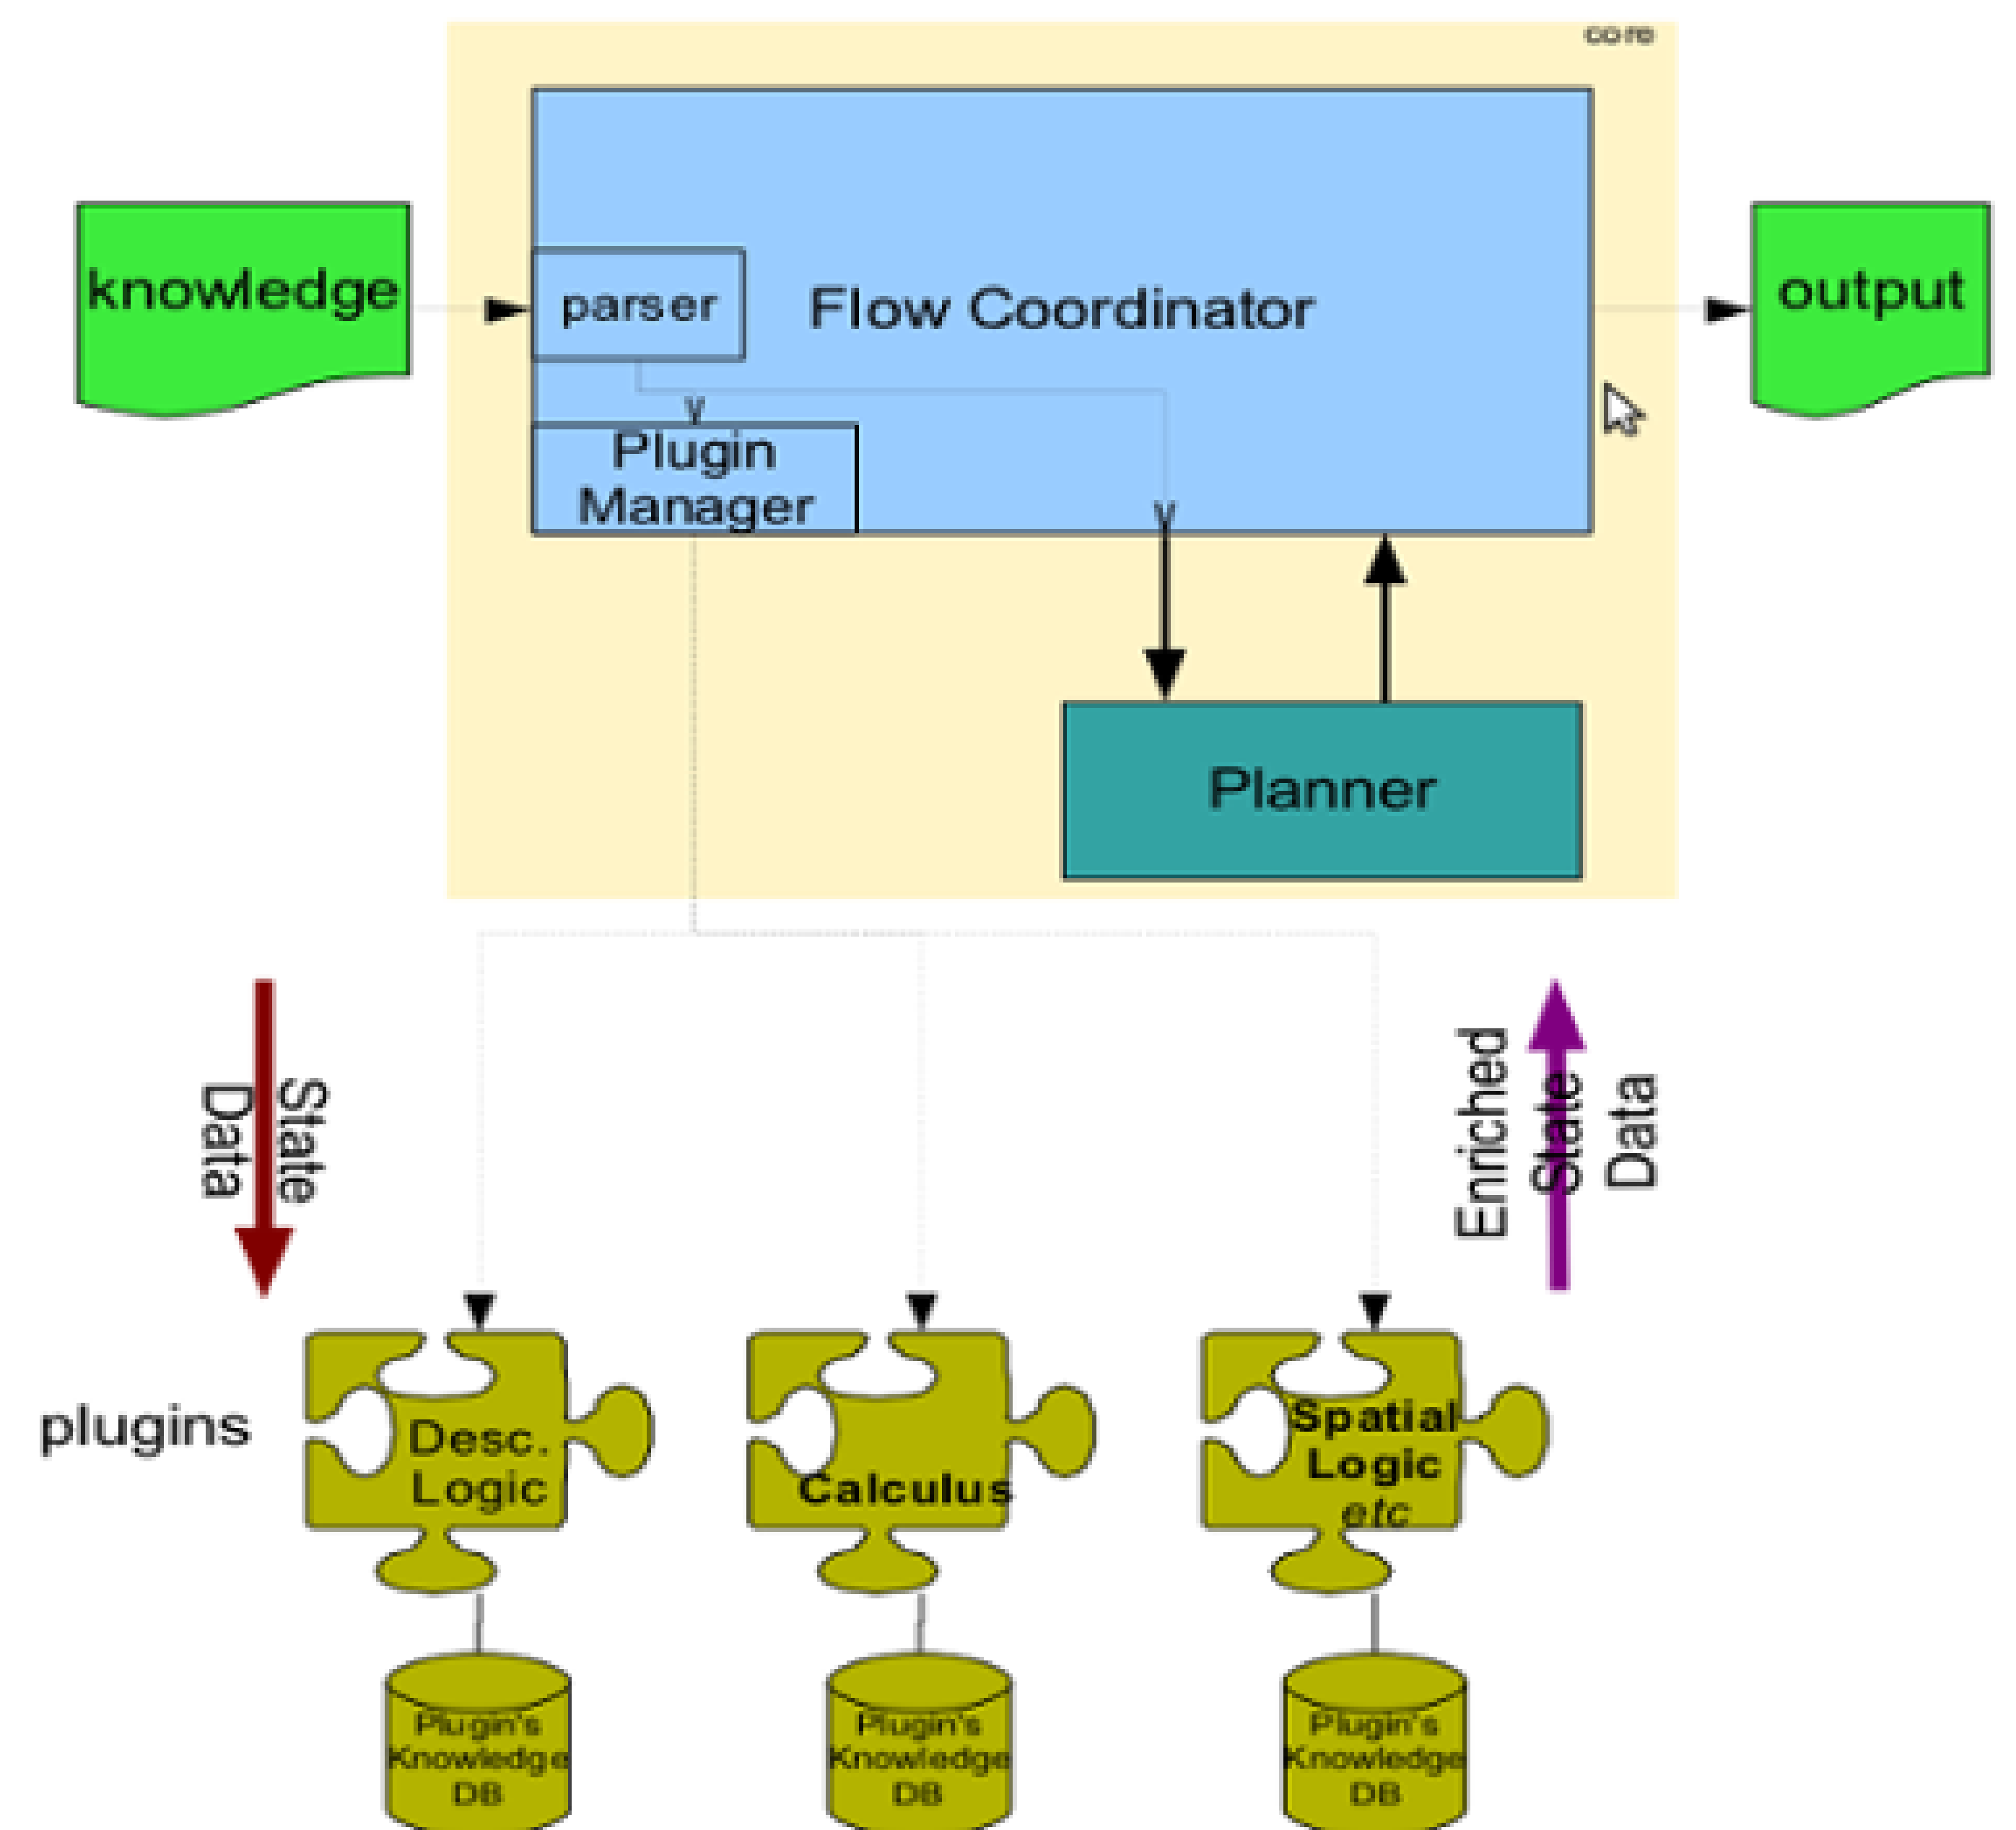 core
knowledge
parser
Flow Coordinator
output
Plugin
Manager
Planner
State
Data
Enriched
State
Data
plugins
Desc.
Logic
Calculus
Spatial
Logic
etc
Plugin's
Knowledge
DB
Plugin's
Knowledge
DB
Plugin's
Knowledge
DB